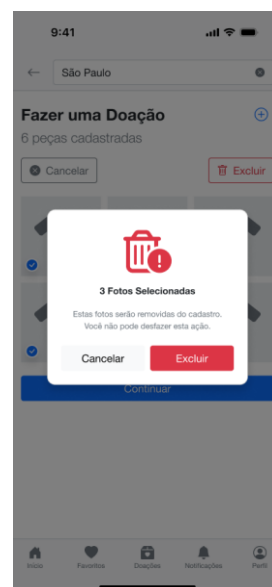 9:41
São Paulo
Fazer uma Doação
6 peças cadastradas
Cancelar
Excluir
3 Fotos Selecionadas
Estas fotos serão removidas do cadastro.
Você não pode desfazer esta ação.
Cancelar
Excluir
Continuar
Início
Favoritos
Doações
Notificações
Perfil